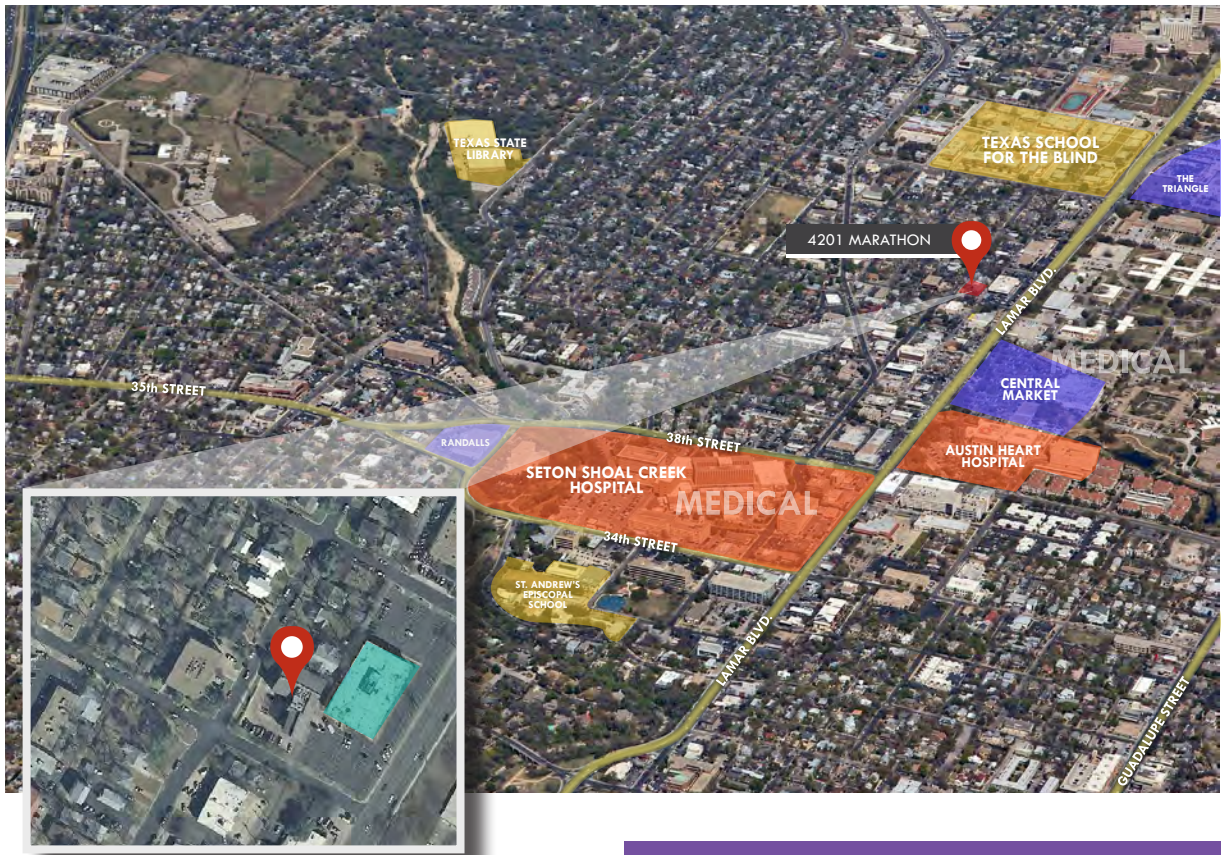 TEXAS STATE
LIBRARY
TEXAS SCHOOL
FOR THE BLIND
THE
TRIANGLE
4201 MARATHON
LAMAR BLVD.
MEDICAL
CENTRAL
MARKET
35th STREET
RANDALLS
38th STREET
AUSTIN HEART
HOSPITAL
SETON SHOAL CREEK
HOSPITAL
MEDICAL
34th STREET
ST. ANDREW'S
EPISCOPAL
SCHOOL
LAMAR BLVD.
GUADALUPE STREET